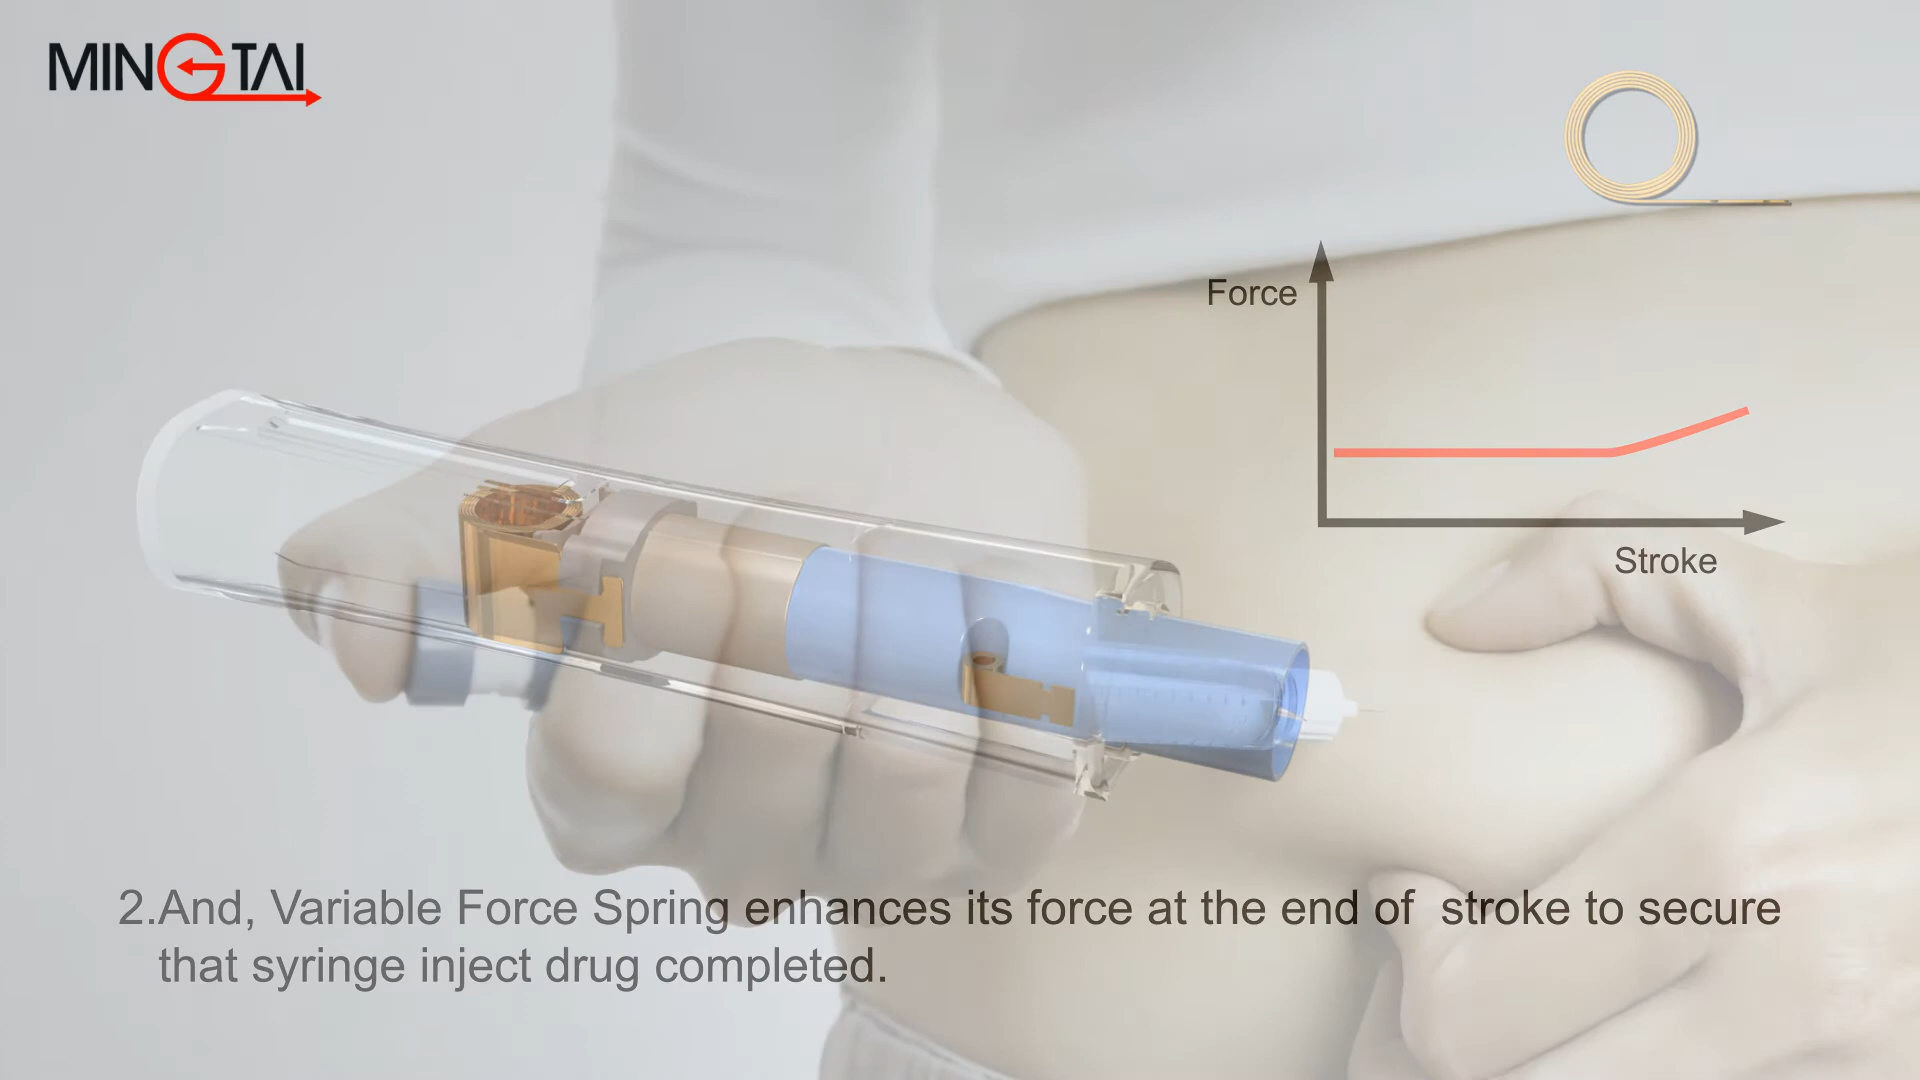 MINGTAI
Force
Stroke
2.And, Variable Force Spring enhances its force at the end of stroke to secure
that syringe inject drug completed.